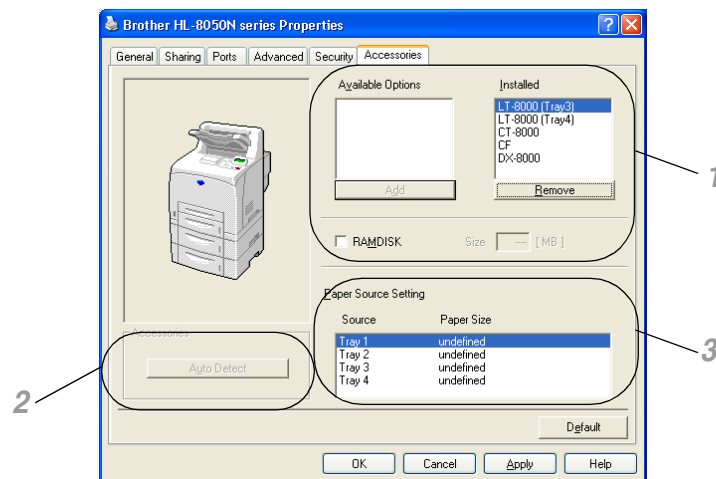 Brother HL-8050N series Properties
General Sharing Ports Advanced Security Accessories
Available Options Installed
LT-8000 (Tray3)
LT-8000 (Tray4)
CT-8000
CF
DX-8000
1
Add Remove
RAMDISK Size ---- [ MB ]
Paper Source Setting
Source Paper Size
Accessories
Tray 1 undefined
Tray 2 undefined
Tray 3 undefined
Tray 4 undefined
3
Auto Detect
2
Default
OK Cancel Apply Help